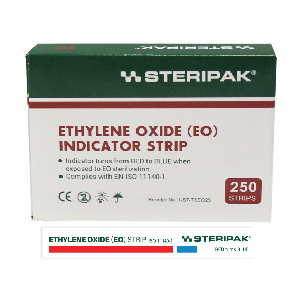 STERIPAK®
ETHYLENE OXIDE (EO)
INDICATOR STRIP
• Indicator turns from RED to BLUE when
exposed to EO sterilization
• Complies with EN ISO 11140-1
250
STRIPS
ETHYLENE OXIDE (EO) STRIP
STERIPAK®